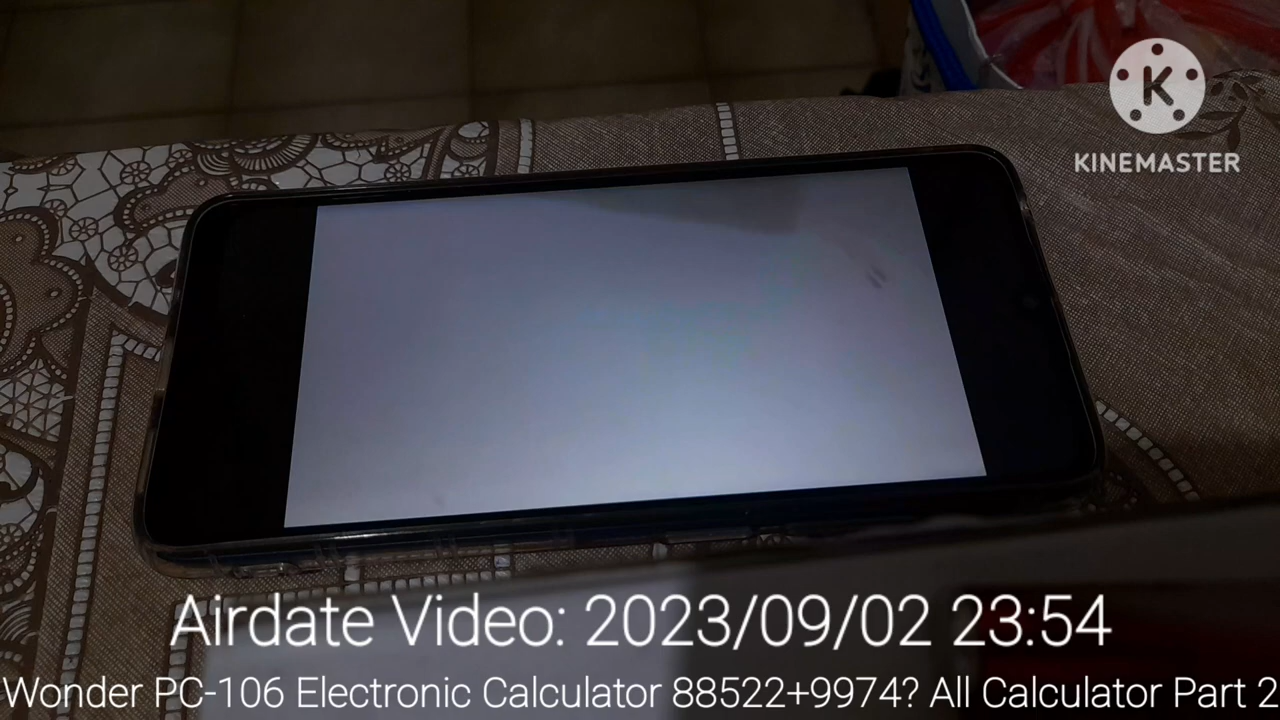 K
KINEMASTER
Airdate Video: 2023/09/02 23:54
Wonder PC-106 Electronic Calculator 88522+9974? All Calculator Part 2